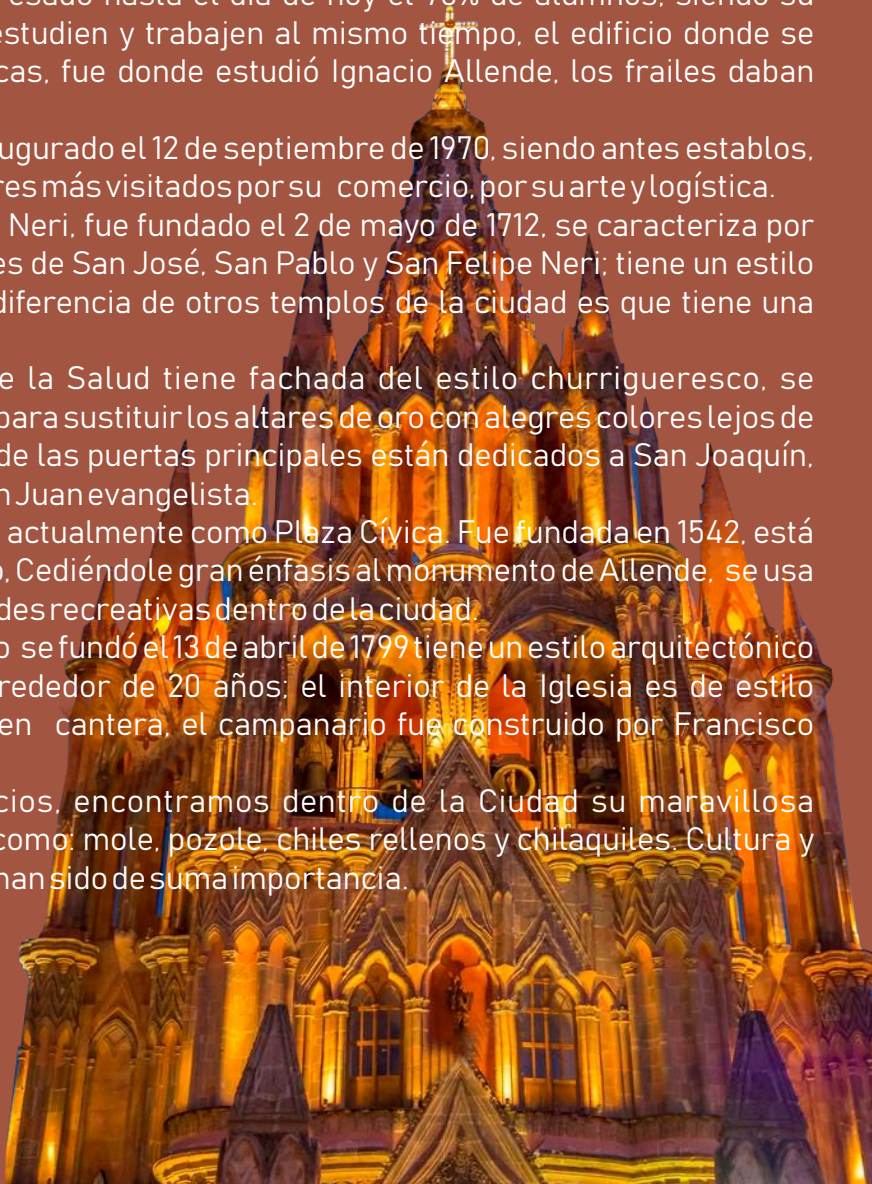 esado hasta el día de hoy el de alumnos, siendo su
estudien y trabajen al mismo tiempo, el edificio donde se
cas, fue donde estudió Ignacio Allende, los frailes daban
ugurado el 12 de septiembre de 1970, siendo antes establos,
res más visitados por su comercio, por su arte y logística.
Neri, fue fundado el 2 de mayo de 1712, se caracteriza por
es de San José, San Pablo y San Felipe Neri; tiene un estilo
diferencia de otros templos de la ciudad es que tiene una
e la Salud tiene fachada del estilo churrigueresco, se
para sustituir los altares de oro con alegres colores lejos de
de las puertas principales están dedicados a San Joaquín,
n Juan evangelista.
actualmente como Plaza Cívica. Fue fundada en 1542, está
o, Cediéndole gran énfasis al monumento de Allende, se usa
des recreativas dentro de la ciudad.
o se fundó el 13 de abril de 1799 tiene un estilo arquitectónico
rededor de 20 años; el interior de la Iglesia es de estilo
en cantera, el campanario fue construido por Francisco
cios, encontramos dentro de la Ciudad su maravillosa
como: mole, pozole, chiles rellenos y chilaquiles. Cultura y
han sido de suma importancia.